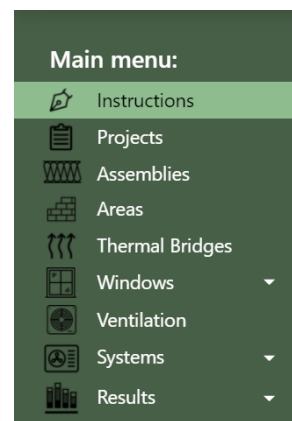 Main menu:
Instructions
Projects
Assemblies
Areas
Thermal Bridges
Windows
Ventilation
Systems
Results